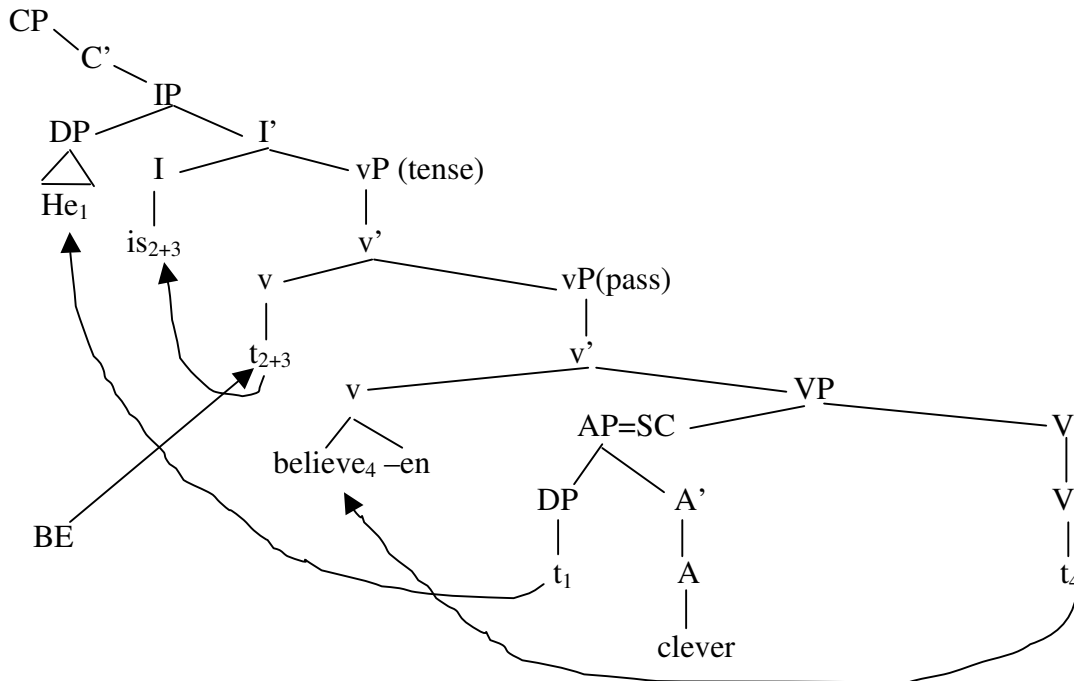 CP
C'
IP
DP I'
I vP (tense)
He₁
is₂₊₃ v'
v vP(pass)
t₂₊₃ v'
v VP
AP=SC V
believe₄ –en
DP A' V
BE
t₁ A t₄
clever